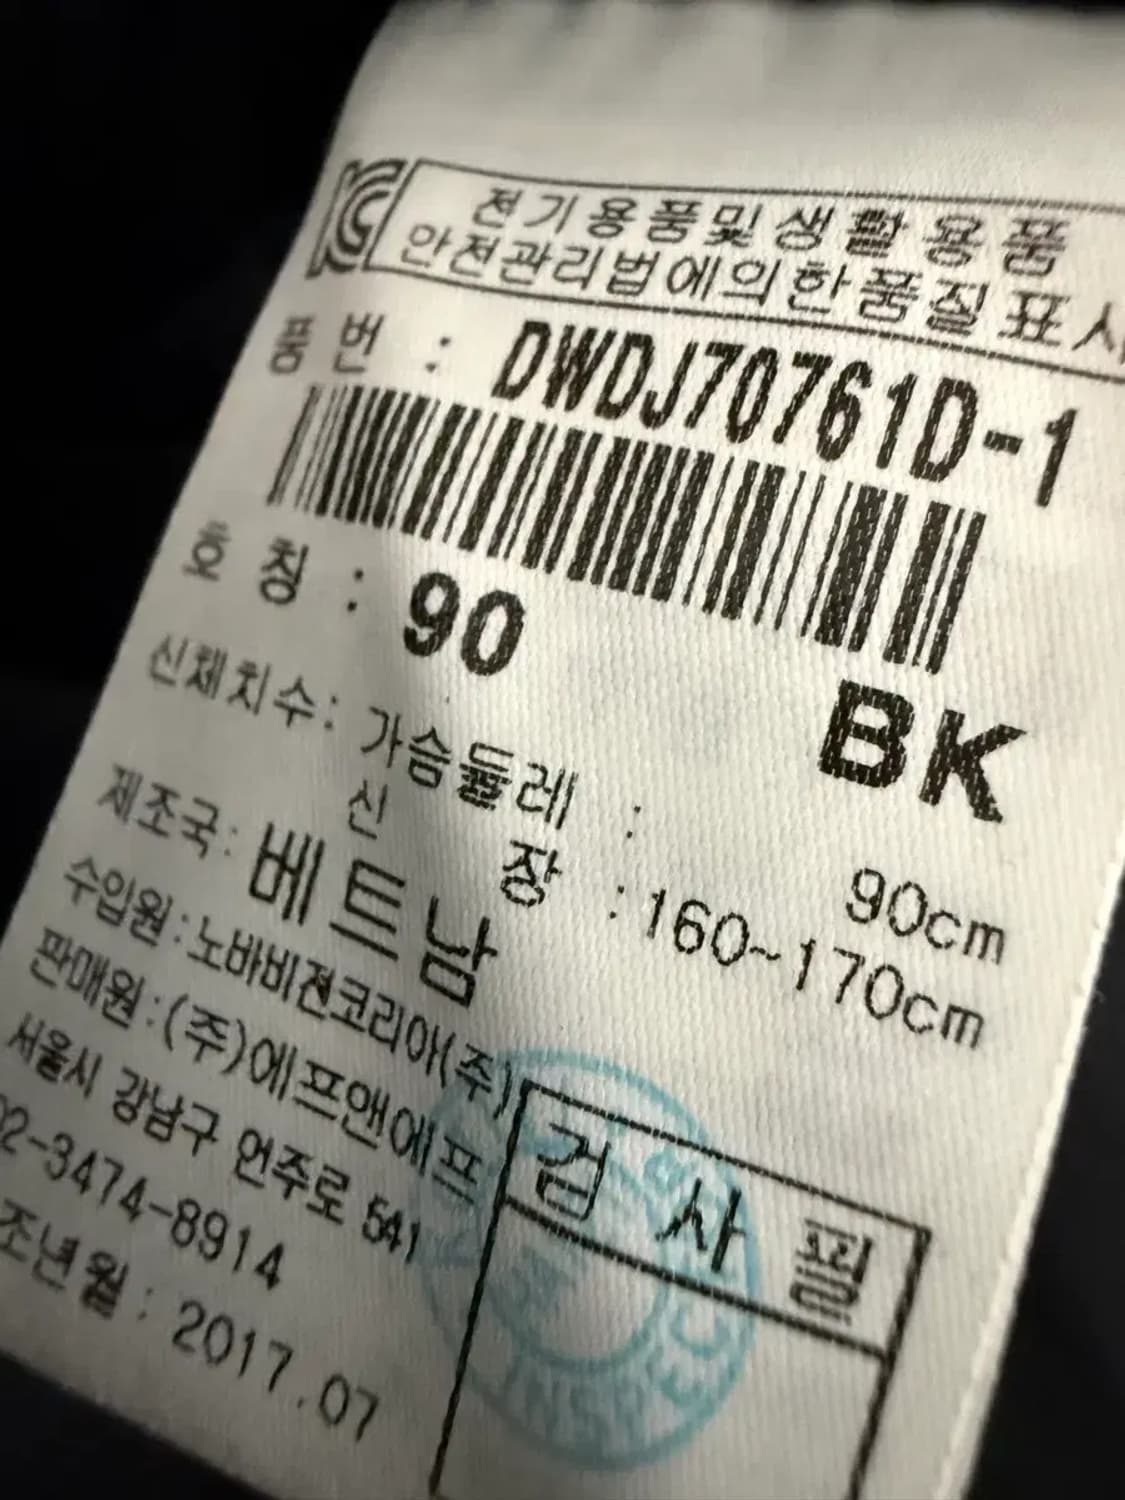 전기용품및생활용품
안전관리법에의한품질표시
품 번 : DWDJ70761D-1
호 칭 : 90
BK
신체치수: 가슴둘레 : 90cm
신 장 : 160~170cm
제조국: 베트남
수입원:노바비젼코리아(주)
판매원:(주)에프앤에프
서울시 강남구 언주로 541
02-3474-8914
조년월 : 2017.07
검 사 필
INSPEC